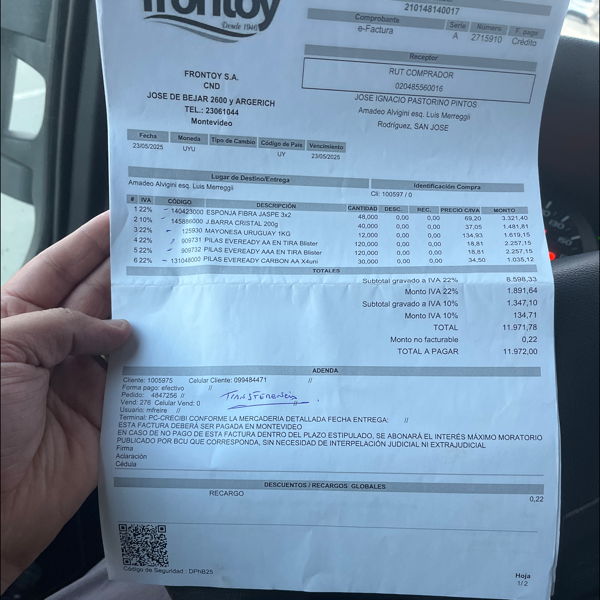 frontoy
Desde 1946
210148140017
Comprobante Serie Número F. pago
e-Factura A 2715910 Crédito
Receptor
RUT COMPRADOR
020485560016
FRONTOY S.A.
CND
JOSE DE BEJAR 2600 y ARGERICH
TEL.: 23061044
Montevideo
JOSE IGNACIO PASTORINO PINTOS
Amadeo Alvigini esq. Luis Merreggli
Rodríguez, SAN JOSE
Fecha Moneda Tipo de Cambio Código de País Vencimiento
23/05/2025 UYU UY 23/05/2025
Lugar de Destino/Entrega Identificación Compra
Amadeo Alvigini esq. Luis Merreggli CII: 100597 / 0
# IVA CÓDIGO DESCRIPCIÓN CANTIDAD DESC. REC. PRECIO C/IVA MONTO
1 22% 140423000 ESPONJA FIBRA JASPE 3x2 48,000 0,00 0,00 69,20 3.321,40
2 10% 145886000 J.BARRA CRISTAL 200g 40,000 0,00 0,00 37,05 1.481,81
3 22% 125930 MAYONESA URUGUAY 1KG 12,000 0,00 0,00 134,93 1.619,15
4 22% 909731 PILAS EVEREADY AA EN TIRA Blister 120,000 0,00 0,00 18,81 2.257,15
5 22% 909732 PILAS EVEREADY AAA EN TIRA Blister 120,000 0,00 0,00 18,81 2.257,15
6 22% 131048000 PILAS EVEREADY CARBON AA X4uni 30,000 0,00 0,00 34,50 1.035,12
TOTALES
Subtotal gravado a IVA 22% 8.598,33
Monto IVA 22% 1.891,64
Subtotal gravado a IVA 10% 1.347,10
Monto IVA 10% 134,71
TOTAL 11.971,78
Monto no facturable 0,22
TOTAL A PAGAR 11.972,00
ADENDA
Cliente: 1005975 Celular Cliente: 099484471 //
Forma pago: efectivo //
Pedido: 4847256 // TRANSFERENCIA
Vend: 276 Celular Vend: 0 //
Usuario: mfreire //
Terminal: PC-CRECIBI CONFORME LA MERCADERIA DETALLADA FECHA ENTREGA: //
ESTA FACTURA DEBERÁ SER PAGADA EN MONTEVIDEO
EN CASO DE NO PAGO DE ESTA FACTURA DENTRO DEL PLAZO ESTIPULADO, SE ABONARÁ EL INTERÉS MÁXIMO MORATORIO
PUBLICADO POR BCU QUE CORRESPONDA, SIN NECESIDAD DE INTERPELACIÓN JUDICIAL NI EXTRAJUDICIAL
Firma
Aclaración
Cédula
DESCUENTOS / RECARGOS GLOBALES
RECARGO 0,22
Código de Seguridad : DPhB25
Hoja
1/2